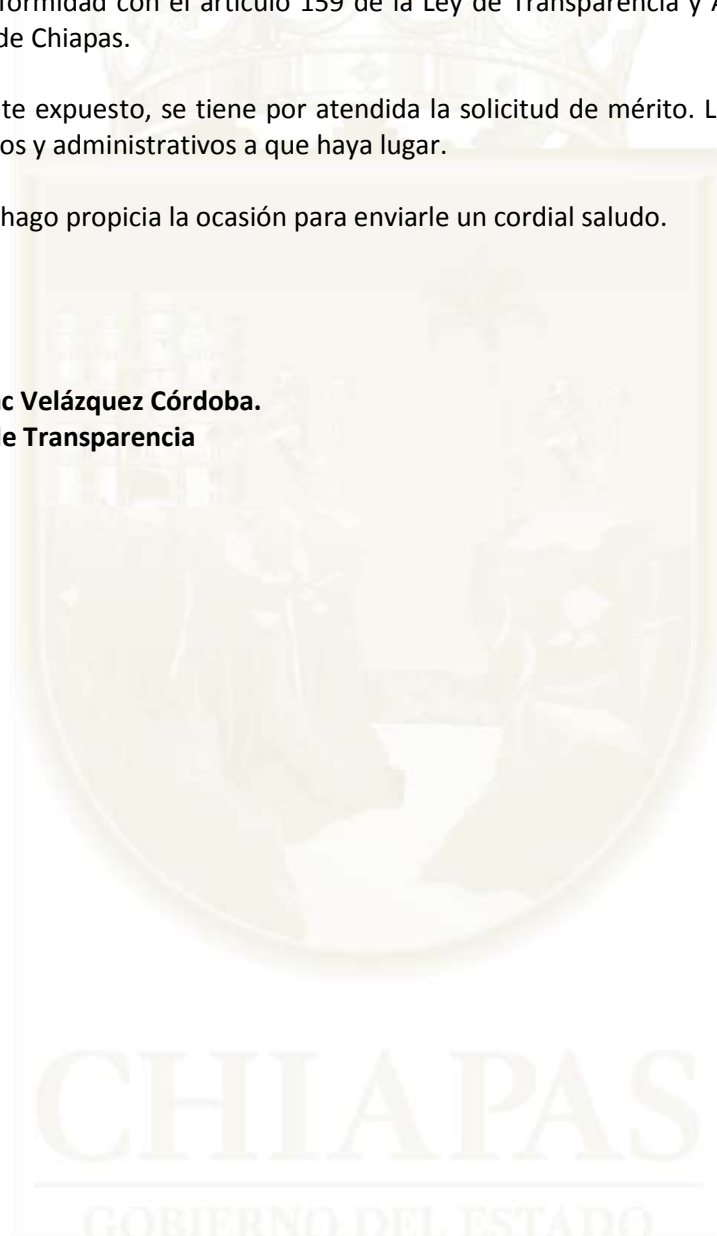 formidad con el artículo 159 de la Ley de Transparencia y A
de Chiapas.
te expuesto, se tiene por atendida la solicitud de mérito. L
os y administrativos a que haya lugar.
hago propicia la ocasión para enviarle un cordial saludo.
c Velázquez Córdoba.
de Transparencia
CHIAPAS
GOBIERNO DEL ESTADO